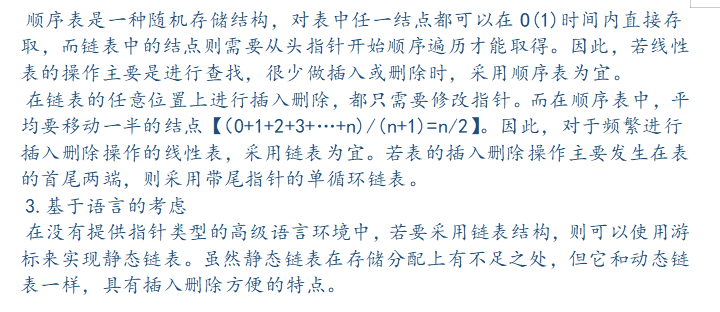 顺序表是一种随机存储结构，对表中任一结点都可以在 O(1)时间内直接存
取，而链表中的结点则需要从头指针开始顺序遍历才能取得。因此，若线性
表的操作主要是进行查找，很少做插入或删除时，采用顺序表为宜。
在链表的任意位置上进行插入删除，都只需要修改指针。而在顺序表中，平
均要移动一半的结点【(0+1+2+3+…+n)/(n+1)=n/2】。因此，对于频繁进行
插入删除操作的线性表，采用链表为宜。若表的插入删除操作主要发生在表
的首尾两端，则采用带尾指针的单循环链表。
3.基于语言的考虑
在没有提供指针类型的高级语言环境中，若要采用链表结构，则可以使用游
标来实现静态链表。虽然静态链表在存储分配上有不足之处，但它和动态链
表一样，具有插入删除方便的特点。